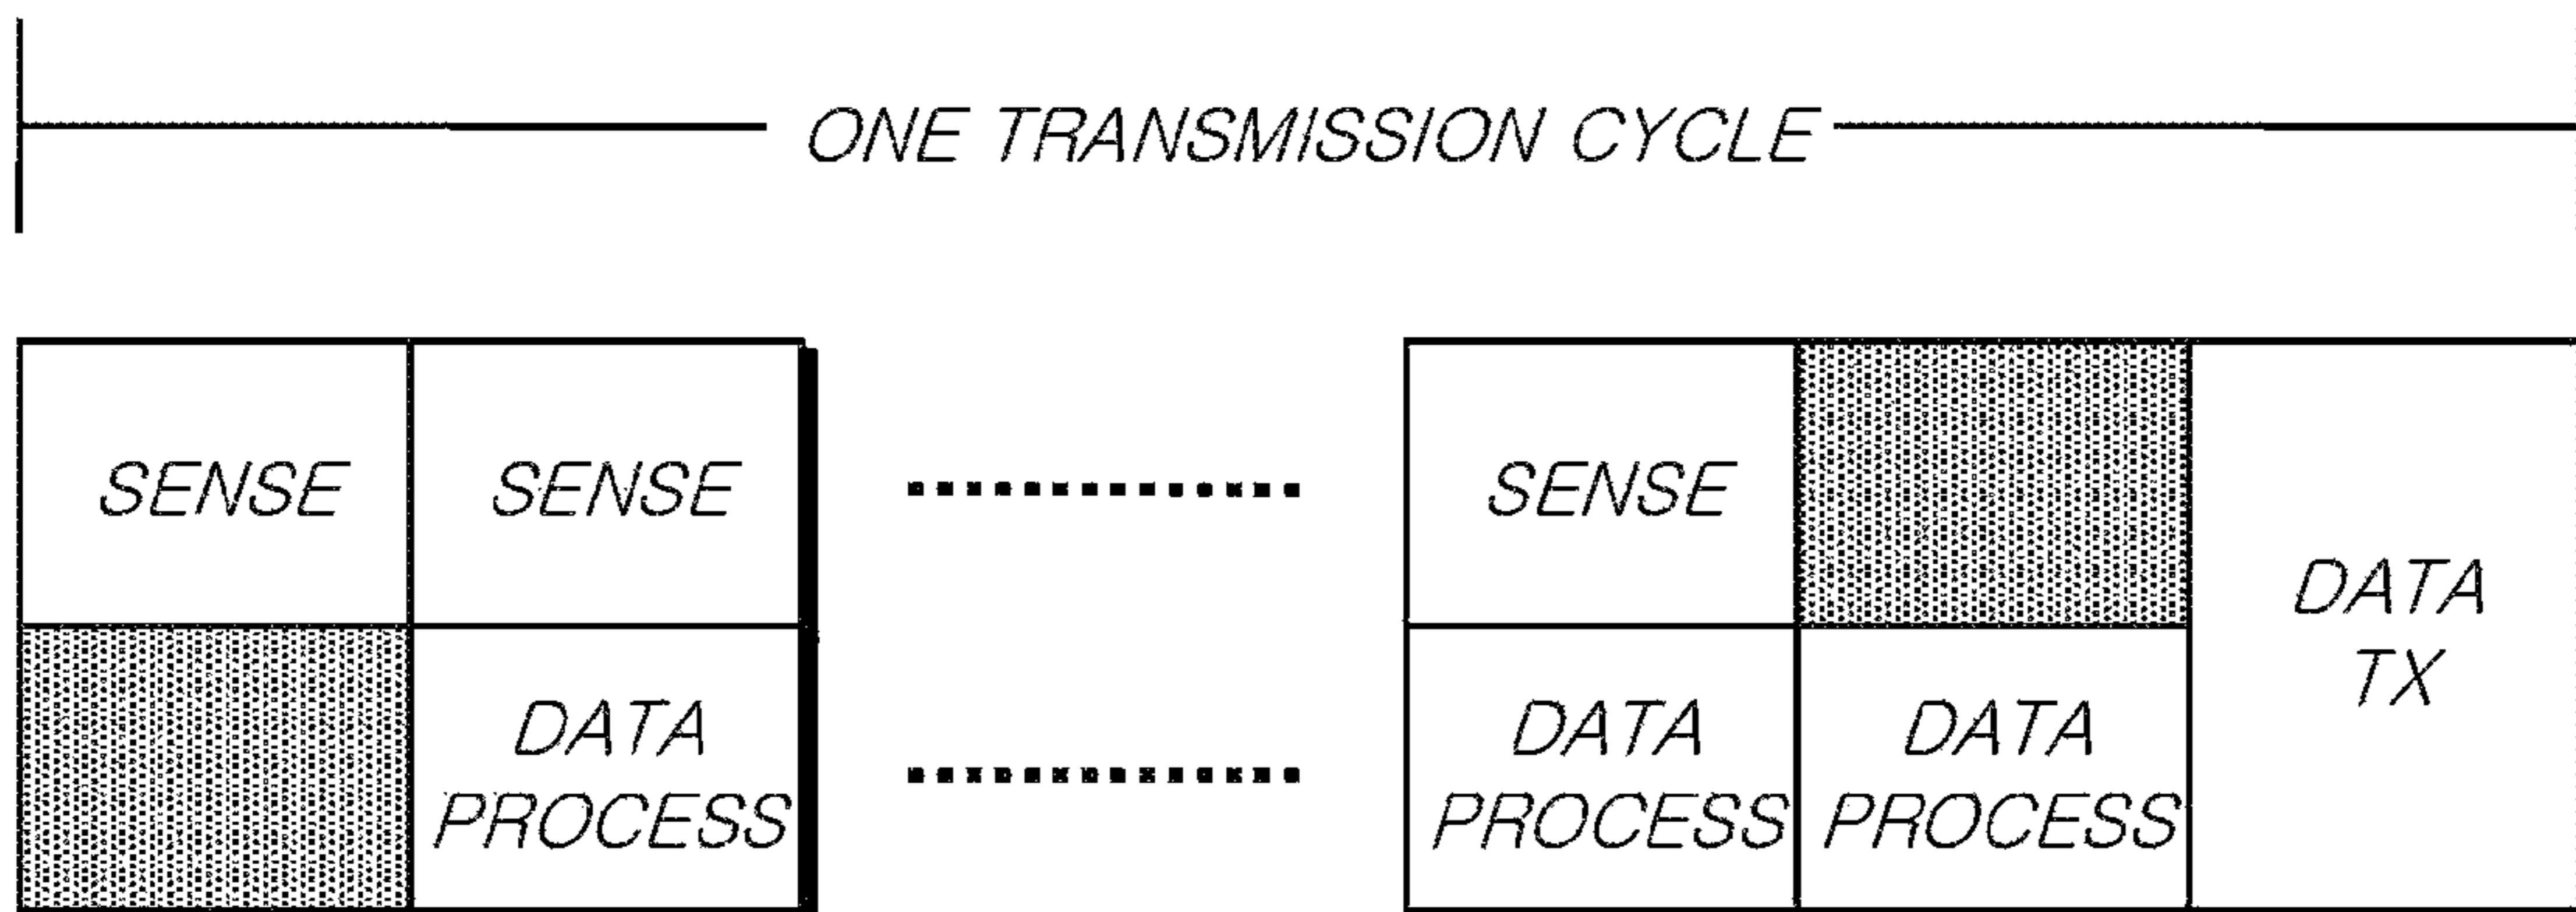 ONE TRANSMISSION CYCLE
SENSE
SENSE
SENSE
DATA
TX
DATA
PROCESS
DATA
PROCESS
DATA
PROCESS